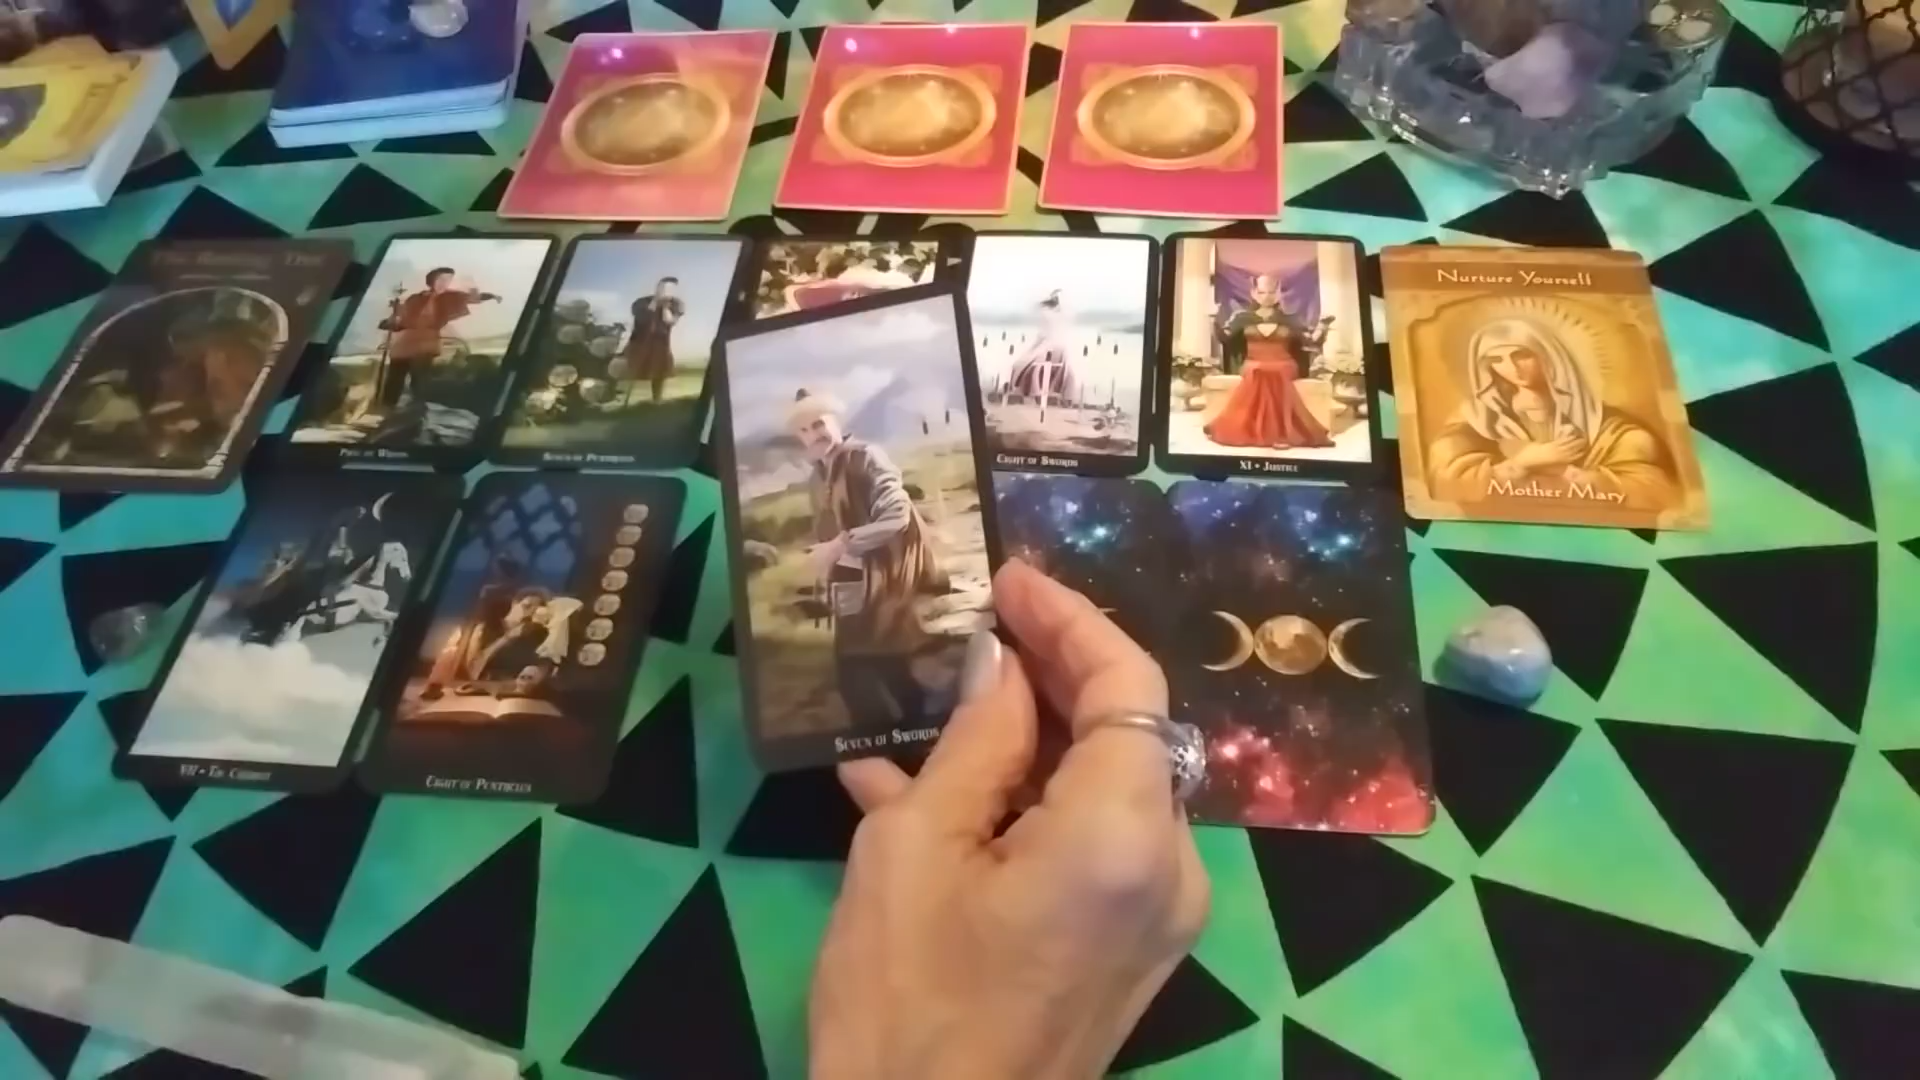 Nurture Yourself
Page of Wands
Seven of Pentacles
Eight of Swords
XI • Justice
Mother Mary
Seven of Swords
VII • The Chariot
Eight of Pentacles